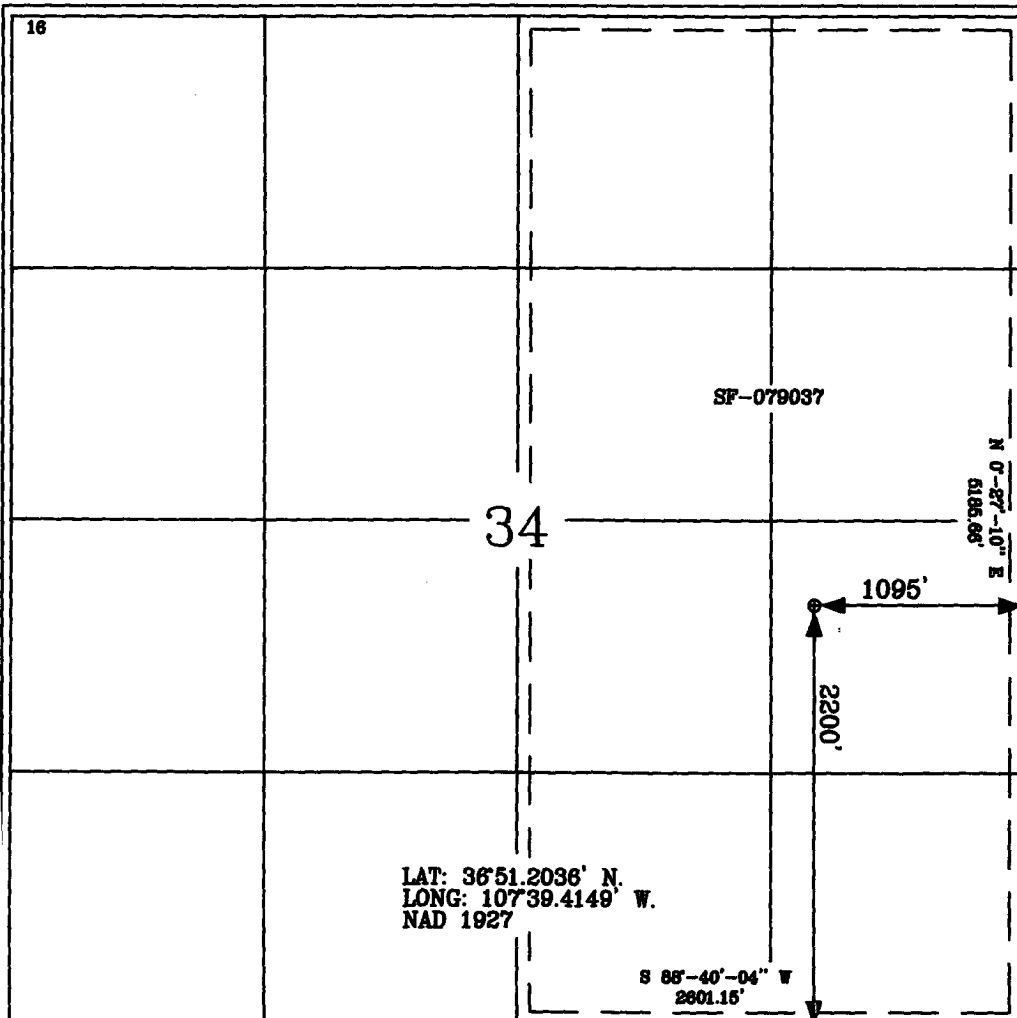 16
SF-079037
N 0°-27'-10" E
5185.66'
34
1095'
2200'
LAT: 36°51.2036' N.
LONG: 107°39.4149' W.
NAD 1927
S 88°-40'-04" W
2601.15'